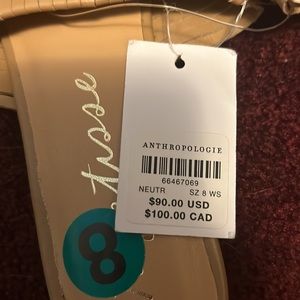 ANTHROPOLOGIE
66467069
NEUTR SZ 8 WS
$90.00 USD
$100.00 CAD
8